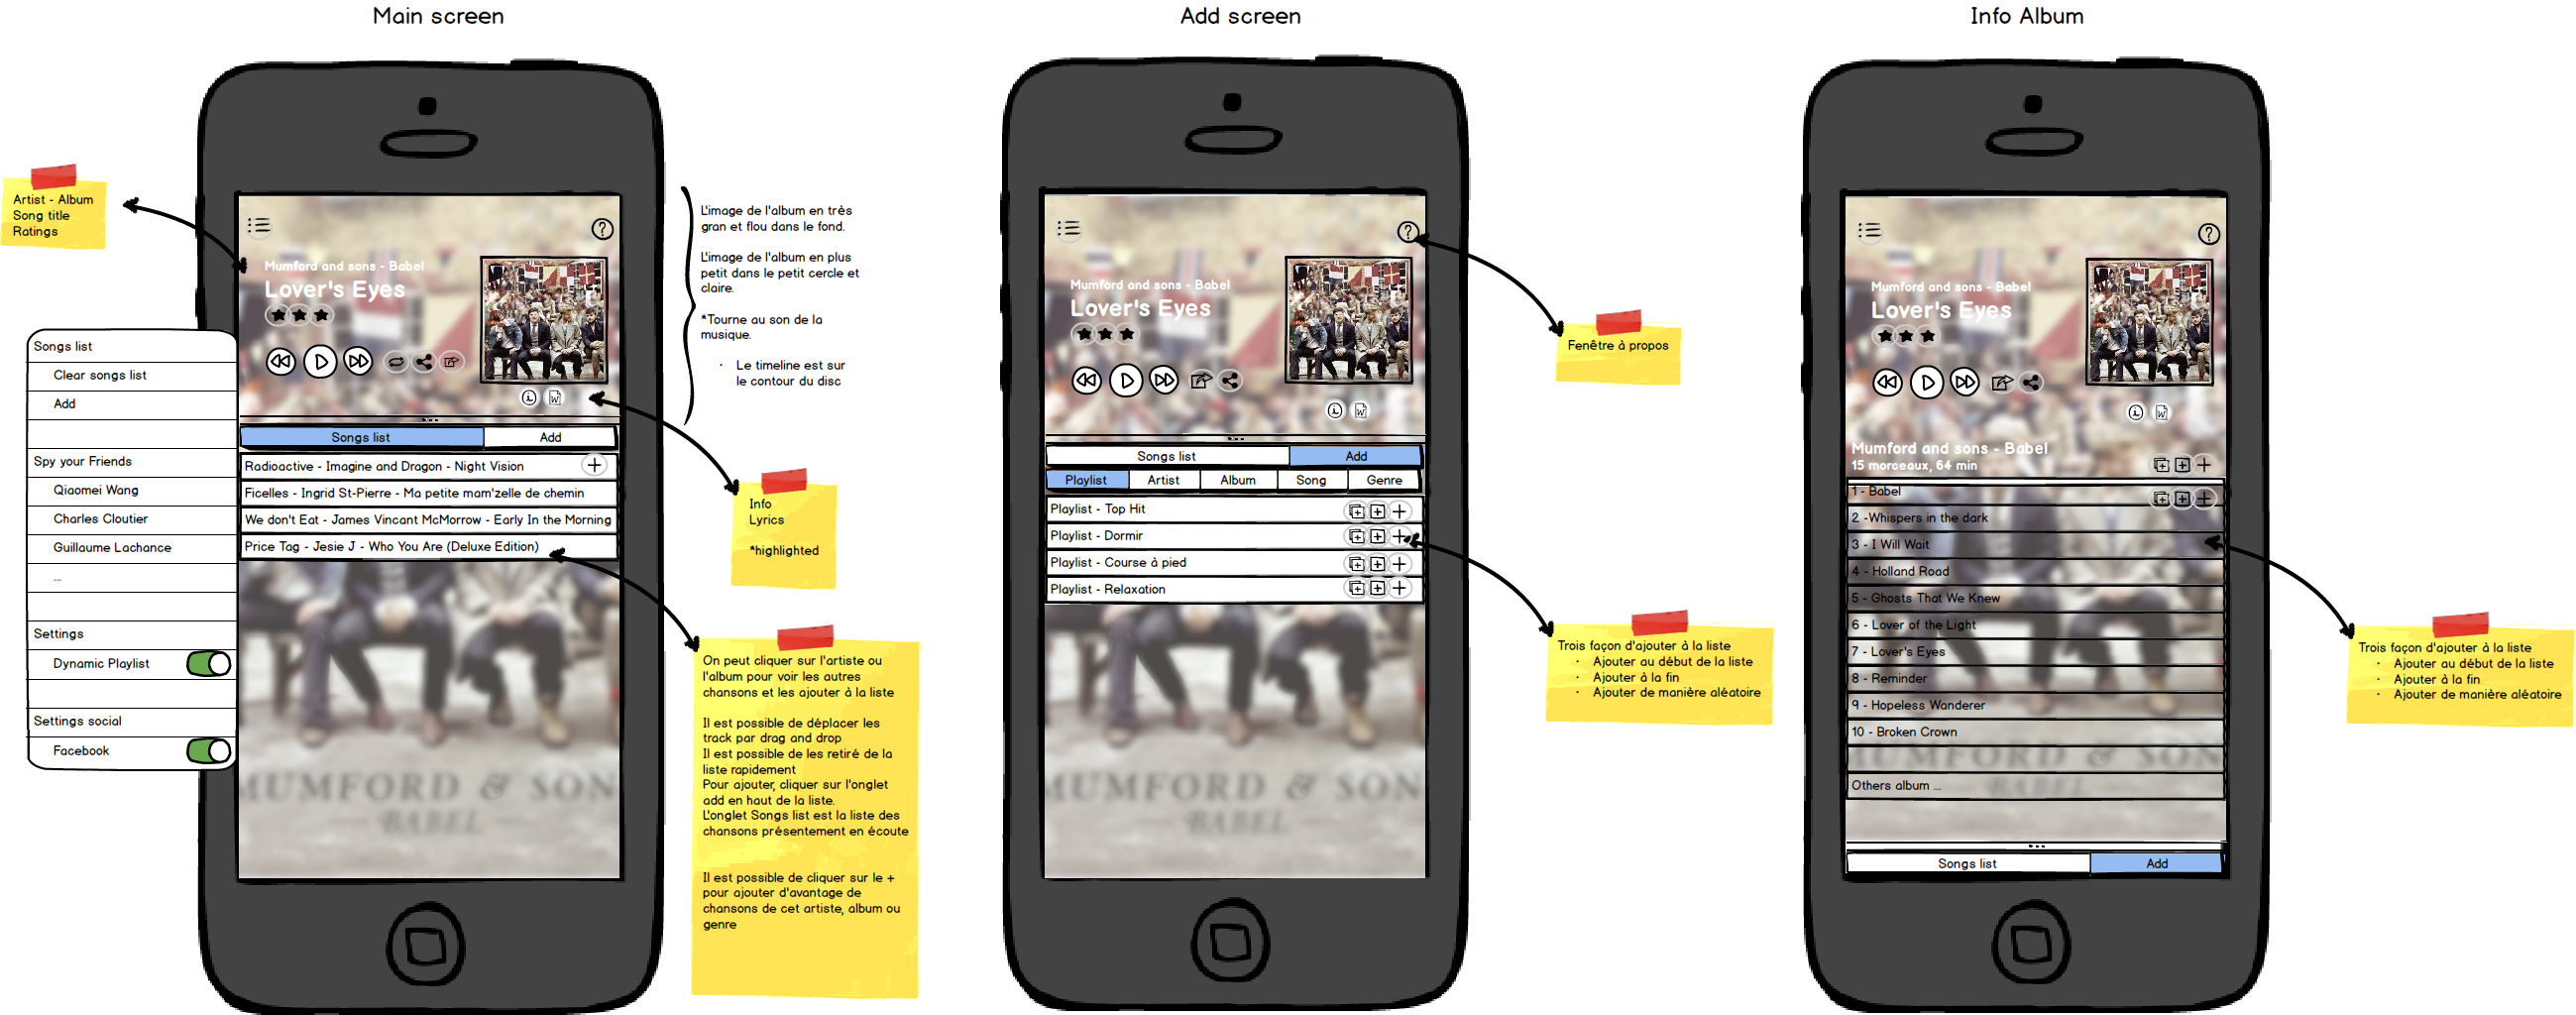 Main screen
Artist - Album
Song title
Ratings
Songs list
Clear songs list
Add
Spy your Friends
Qiaomei Wang
Charles Cloutier
Guillaume Lachance
...
Settings
Dynamic Playlist
Settings social
Facebook
?
Mumford and sons - Babel
Lover's Eyes
i
W
Songs list
Add
Radioactive - Imagine and Dragon - Night Vision
Ficelles - Ingrid St-Pierre - Ma petite mam'zelle de chemin
We don't Eat - James Vincant McMorrow - Early In the Morning
Price Tag - Jesie J - Who You Are (Deluxe Edition)
MUMFORD & SON
BABEL
L'image de l'album en très
gran et flou dans le fond.
L'image de l'album en plus
petit dans le petit cercle et
claire.
*Tourne au son de la
musique.
· Le timeline est sur
le contour du disc
Info
Lyrics
*highlighted
On peut cliquer sur l'artiste ou
l'album pour voir les autres
chansons et les ajouter à la liste
Il est possible de déplacer les
track par drag and drop
Il est possible de les retiré de la
liste rapidement
Pour ajouter, cliquer sur l'onglet
add en haut de la liste.
L'onglet Songs list est la liste des
chansons présentement en écoute
Il est possible de cliquer sur le +
pour ajouter d'avantage de
chansons de cet artiste, album ou
genre
Add screen
?
Mumford and sons - Babel
Lover's Eyes
i
W
Songs list
Add
Playlist
Artist
Album
Song
Genre
Playlist - Top Hit
Playlist - Dormir
Playlist - Course à pied
Playlist - Relaxation
MUMFORD & SON
BABEL
Fenêtre à propos
Trois façon d'ajouter à la liste
· Ajouter au début de la liste
· Ajouter à la fin
· Ajouter de manière aléatoire
Info Album
?
Mumford and sons - Babel
Lover's Eyes
i
W
Mumford and sons - Babel
15 morceaux, 64 min
1 - Babel
2 -Whispers in the dark
3 - I Will Wait
4 - Holland Road
5 - Ghosts That We Knew
6 - Lover of the Light
7 - Lover's Eyes
8 - Reminder
9 - Hopeless Wanderer
10 - Broken Crown
MUMFORD & SON
BABEL
Others album ...
Songs list
Add
Trois façon d'ajouter à la liste
· Ajouter au début de la liste
· Ajouter à la fin
· Ajouter de manière aléatoire